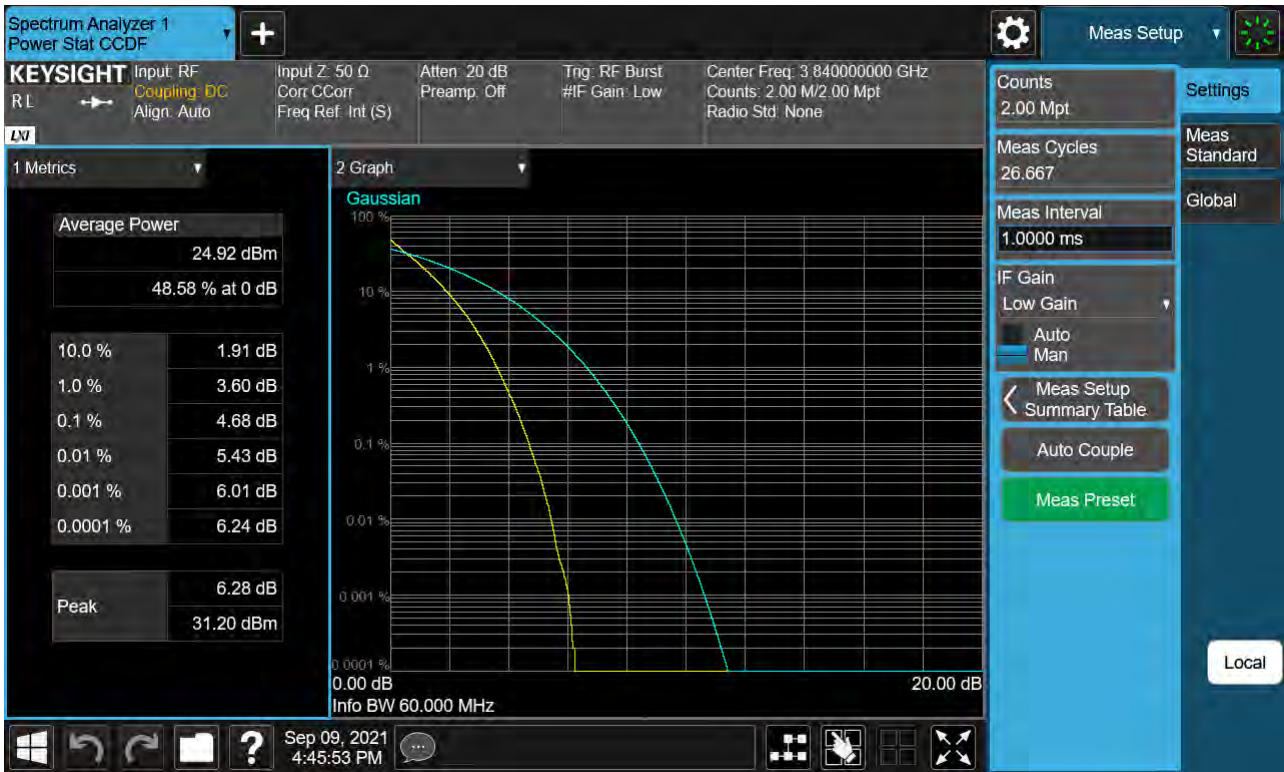 Spectrum Analyzer 1
Power Stat CCDF
+
Meas Setup
KEYSIGHT
RL
LXI
Input: RF
Coupling: DC
Align: Auto
Input Z: 50 Ω
Corr CCorr
Freq Ref: Int (S)
Atten: 20 dB
Preamp: Off
Trig: RF Burst
#IF Gain: Low
Center Freq: 3.840000000 GHz
Counts: 2.00 M/2.00 Mpt
Radio Std: None
1 Metrics
Average Power
24.92 dBm
48.58 % at 0 dB
10.0 % 1.91 dB
1.0 % 3.60 dB
0.1 % 4.68 dB
0.01 % 5.43 dB
0.001 % 6.01 dB
0.0001 % 6.24 dB
Peak
6.28 dB
31.20 dBm
2 Graph
Gaussian
100 %
10 %
1 %
0.1 %
0.01 %
0.001 %
0.0001 %
0.00 dB
20.00 dB
Info BW 60.000 MHz
Counts
2.00 Mpt
Meas Cycles
26.667
Meas Interval
1.0000 ms
IF Gain
Low Gain
Auto
Man
Meas Setup
Summary Table
Auto Couple
Meas Preset
Settings
Meas
Standard
Global
Local
?
Sep 09, 2021
4:45:53 PM